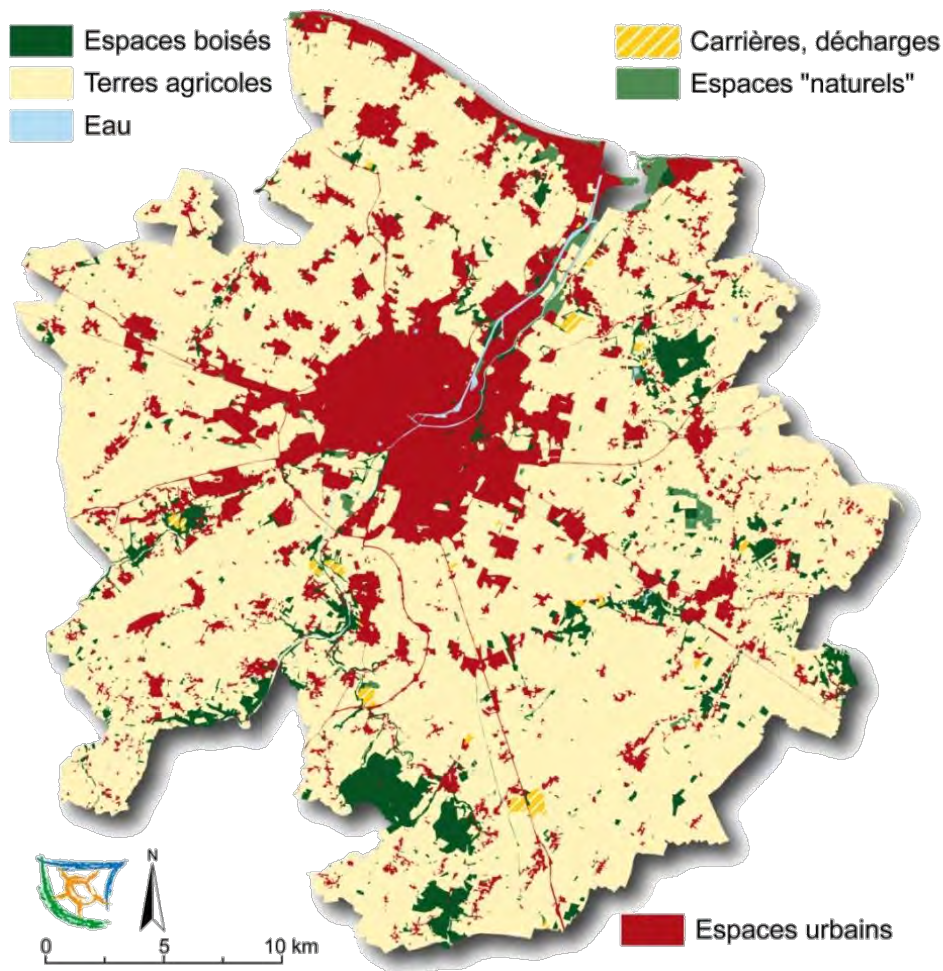 Espaces boisés
Terres agricoles
Eau
Carrières, décharges
Espaces "naturels"
N
0 5 10 km
Espaces urbains